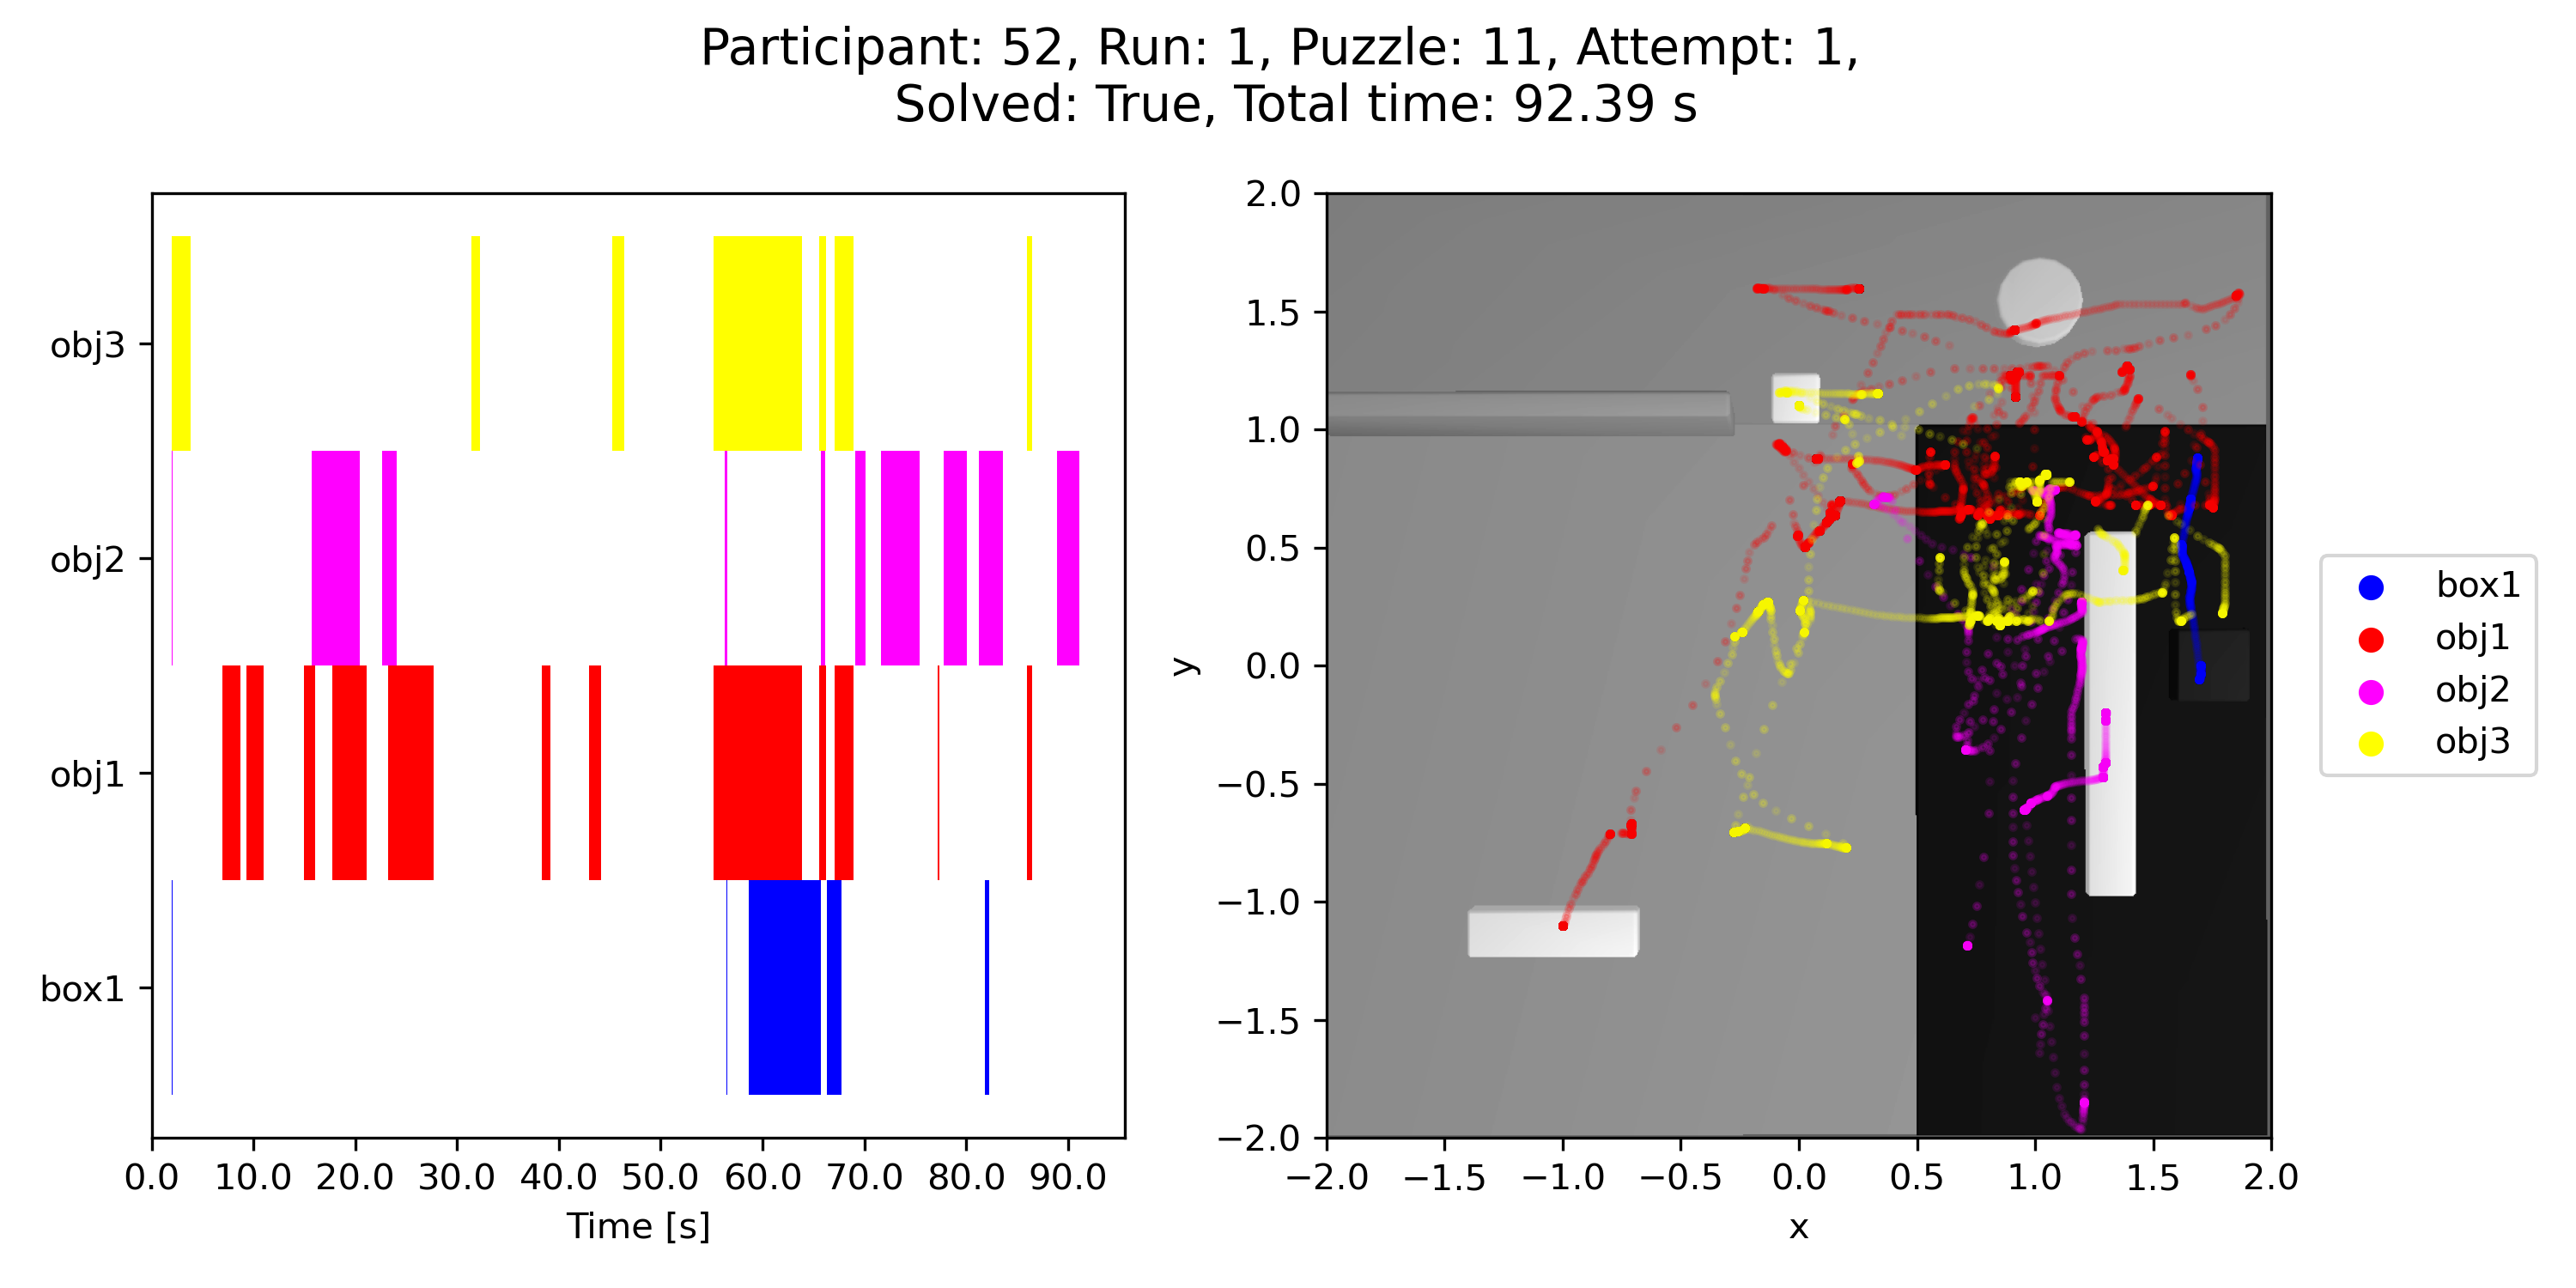 Participant: 52, Run: 1, Puzzle: 11, Attempt: 1,
Solved: True, Total time: 92.39 s
obj3
obj2
obj1
box1
0.0 10.0 20.0 30.0 40.0 50.0 60.0 70.0 80.0 90.0
Time [s]
2.0
1.5
1.0
0.5
0.0
−0.5
−1.0
−1.5
−2.0
y
−2.0 −1.5 −1.0 −0.5 0.0 0.5 1.0 1.5 2.0
x
box1
obj1
obj2
obj3